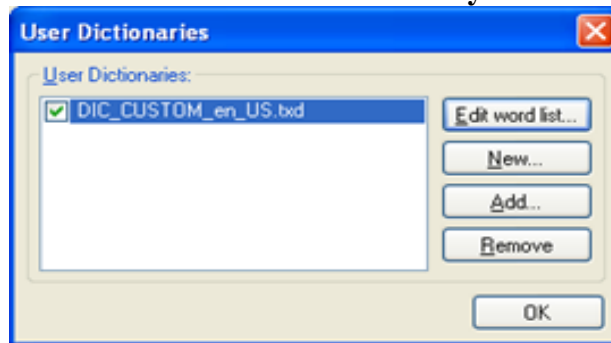 User Dictionaries
User Dictionaries:
DIC_CUSTOM_en_US.txd
Edit word list...
New...
Add...
Remove
OK